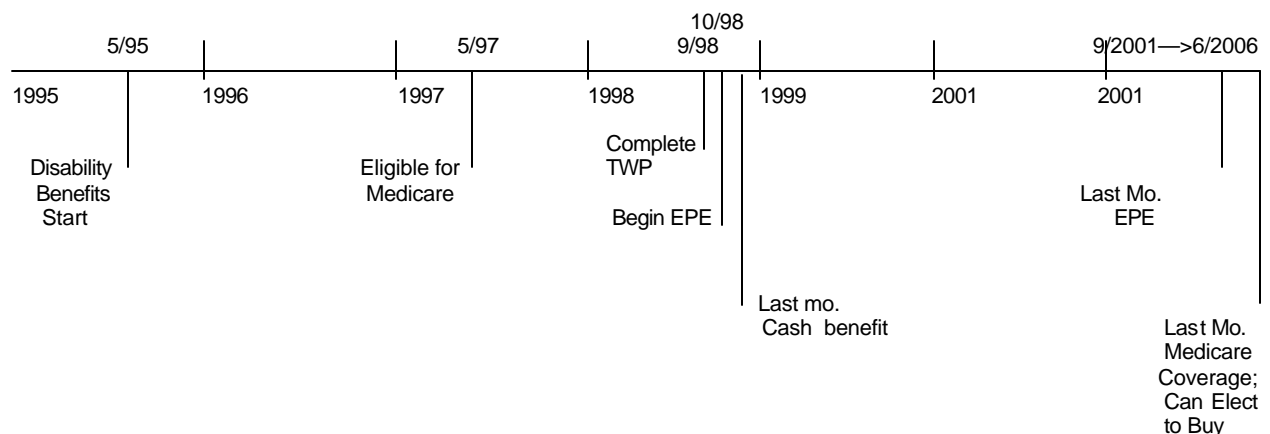 10/98
5/95 5/97 9/98 9/2001—>6/2006
1995 1996 1997 1998 1999 2001 2001
Disability
Benefits
Start
Eligible for
Medicare
Complete
TWP
Begin EPE
Last mo.
Cash benefit
Last Mo.
EPE
Last Mo.
Medicare
Coverage;
Can Elect
to Buy